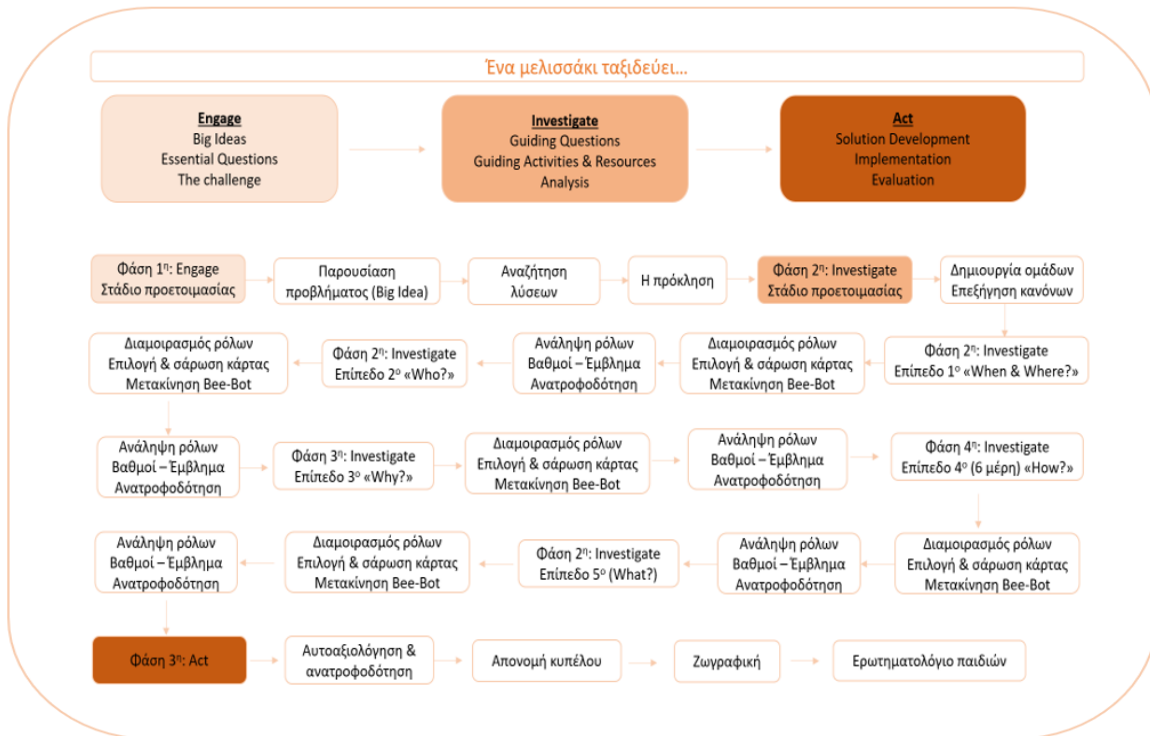 Ένα μελισσάκι ταξιδεύει...
Engage
Big Ideas
Essential Questions
The challenge
Investigate
Guiding Questions
Guiding Activities & Resources
Analysis
Act
Solution Development
Implementation
Evaluation
Φάση 1η: Engage
Στάδιο προετοιμασίας
Παρουσίαση
προβλήματος (Big Idea)
Αναζήτηση
λύσεων
Η πρόκληση
Φάση 2η: Investigate
Στάδιο προετοιμασίας
Δημιουργία ομάδων
Επεξήγηση κανόνων
Φάση 2η: Investigate
Επίπεδο 1ο «When & Where?»
Διαμοιρασμός ρόλων
Επιλογή & σάρωση κάρτας
Μετακίνηση Bee-Bot
Ανάληψη ρόλων
Βαθμοί – Έμβλημα
Ανατροφοδότηση
Φάση 2η: Investigate
Επίπεδο 2ο «Who?»
Διαμοιρασμός ρόλων
Επιλογή & σάρωση κάρτας
Μετακίνηση Bee-Bot
Ανάληψη ρόλων
Βαθμοί – Έμβλημα
Ανατροφοδότηση
Φάση 3η: Investigate
Επίπεδο 3ο «Why?»
Διαμοιρασμός ρόλων
Επιλογή & σάρωση κάρτας
Μετακίνηση Bee-Bot
Ανάληψη ρόλων
Βαθμοί – Έμβλημα
Ανατροφοδότηση
Φάση 4η: Investigate
Επίπεδο 4ο (6 μέρη) «How?»
Διαμοιρασμός ρόλων
Επιλογή & σάρωση κάρτας
Μετακίνηση Bee-Bot
Ανάληψη ρόλων
Βαθμοί – Έμβλημα
Ανατροφοδότηση
Φάση 2η: Investigate
Επίπεδο 5ο (What?)
Διαμοιρασμός ρόλων
Επιλογή & σάρωση κάρτας
Μετακίνηση Bee-Bot
Ανάληψη ρόλων
Βαθμοί – Έμβλημα
Ανατροφοδότηση
Φάση 3η: Act
Αυτοαξιολόγηση &
ανατροφοδότηση
Απονομή κυπέλου
Ζωγραφική
Ερωτηματολόγιο παιδιών